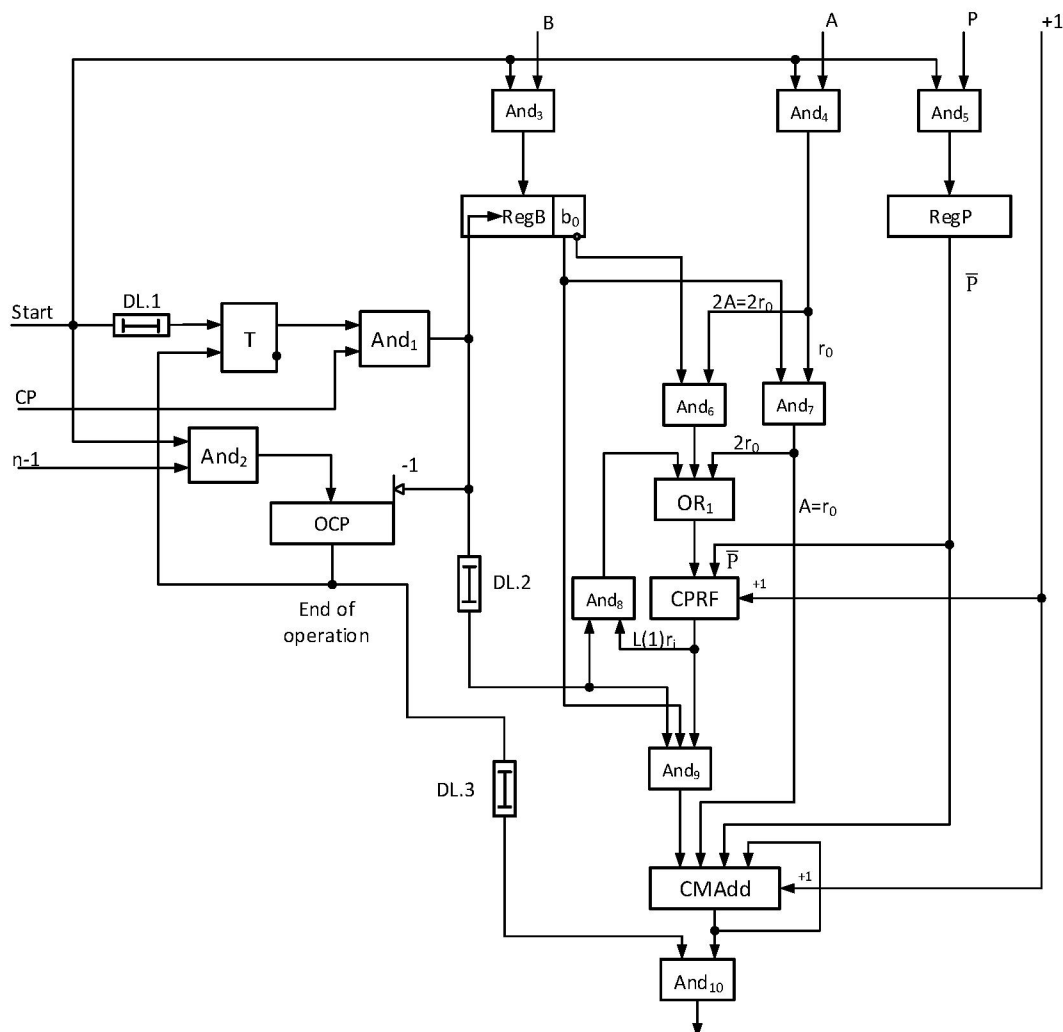 B
A
P
+1
And3
And4
And5
RegB
b0
RegP
P̅
DL.1
Start
T
And1
2A=2r0
r0
CP
And6
And7
n-1
And2
-1
2r0
OCP
OR1
A=r0
DL.2
P̅
End of
operation
And8
CPRF
+1
L(1)ri
And9
DL.3
CMAdd
+1
And10